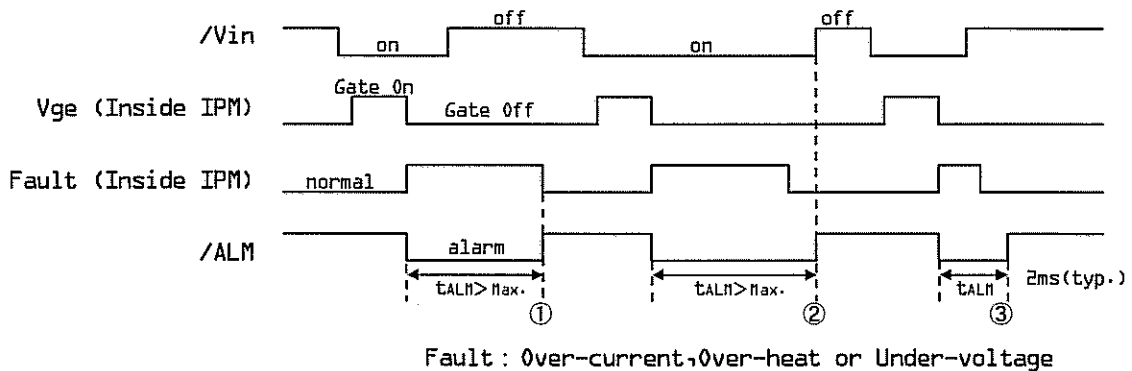 /Vin on off on off
Vge (Inside IPM) Gate On Gate Off
Fault (Inside IPM) normal
/ALM alarm
tALM> Max. tALM> Max. tALM 2ms(typ.)
① ② ③
Fault : Over-current,Over-heat or Under-voltage